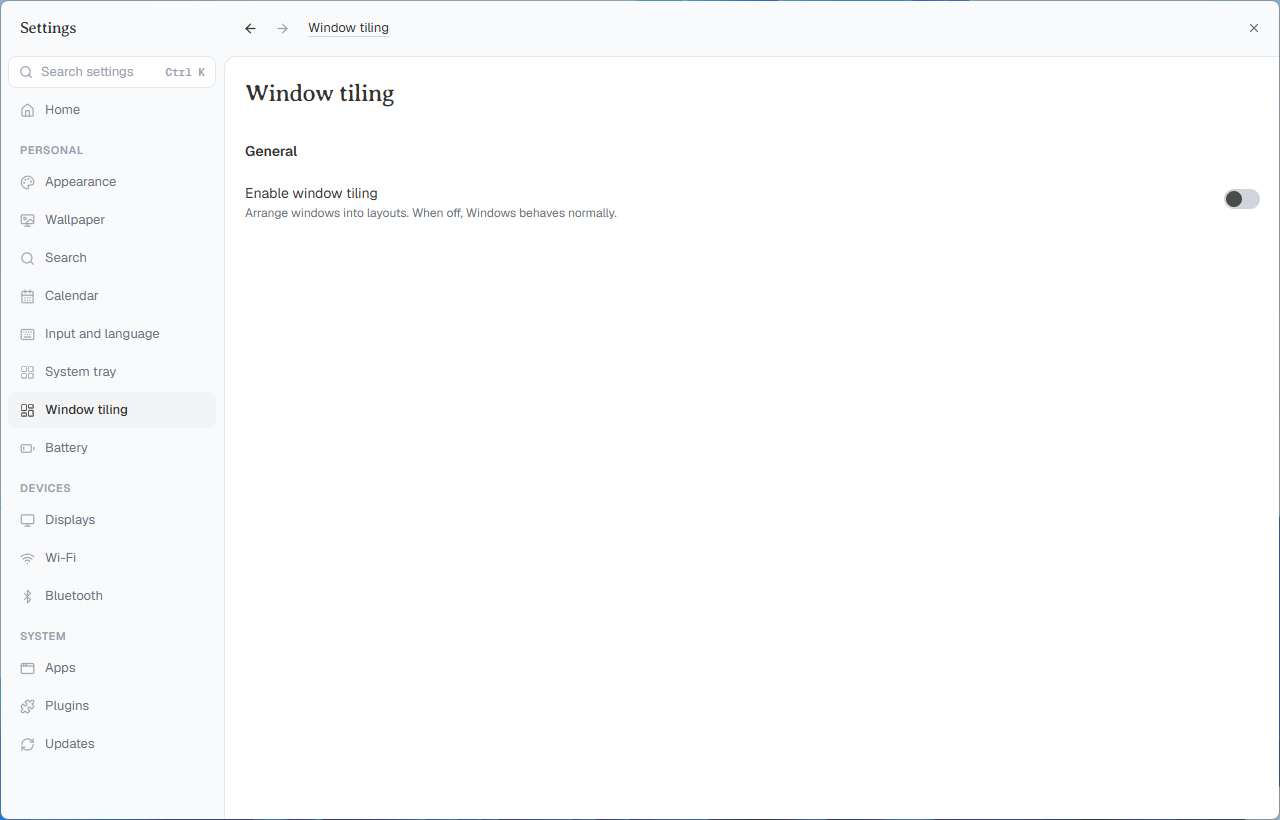 Settings
Window tiling
Search settings Ctrl K
Home
PERSONAL
Appearance
Wallpaper
Search
Calendar
Input and language
System tray
Window tiling
Battery
DEVICES
Displays
Wi-Fi
Bluetooth
SYSTEM
Apps
Plugins
Updates
Window tiling
General
Enable window tiling
Arrange windows into layouts. When off, Windows behaves normally.